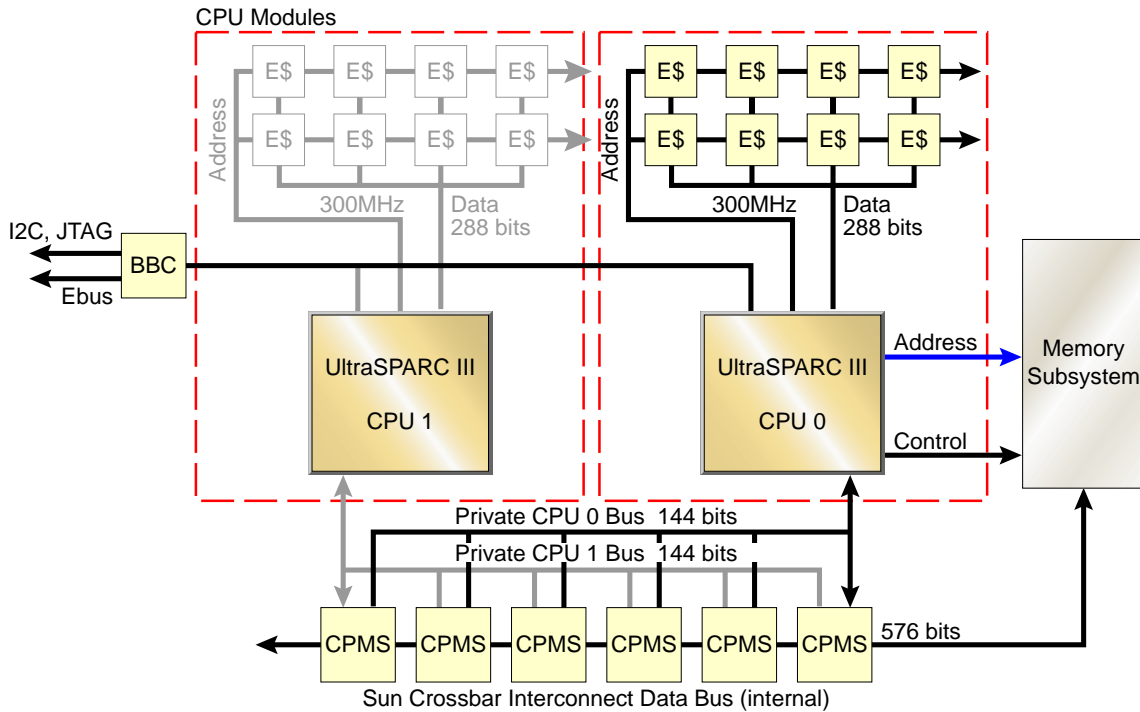 CPU Modules
E$ E$ E$ E$
E$ E$ E$ E$
Address
300MHz
Data
288 bits
E$ E$ E$ E$
E$ E$ E$ E$
Address
300MHz
Data
288 bits
I2C, JTAG
BBC
Ebus
UltraSPARC III
CPU 1
UltraSPARC III
CPU 0
Address
Control
Memory
Subsystem
Private CPU 0 Bus 144 bits
Private CPU 1 Bus 144 bits
CPMS CPMS CPMS CPMS CPMS CPMS
576 bits
Sun Crossbar Interconnect Data Bus (internal)